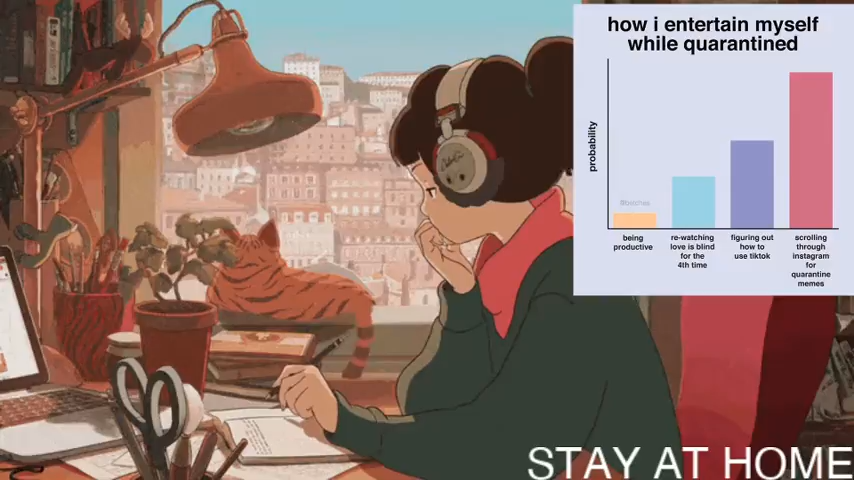 how i entertain myself
while quarantined
probability
being
productive
re-watching
love is blind
for the
4th time
figuring out
how to
use tiktok
scrolling
through
instagram
for
quarantine
memes
STAY AT HOME